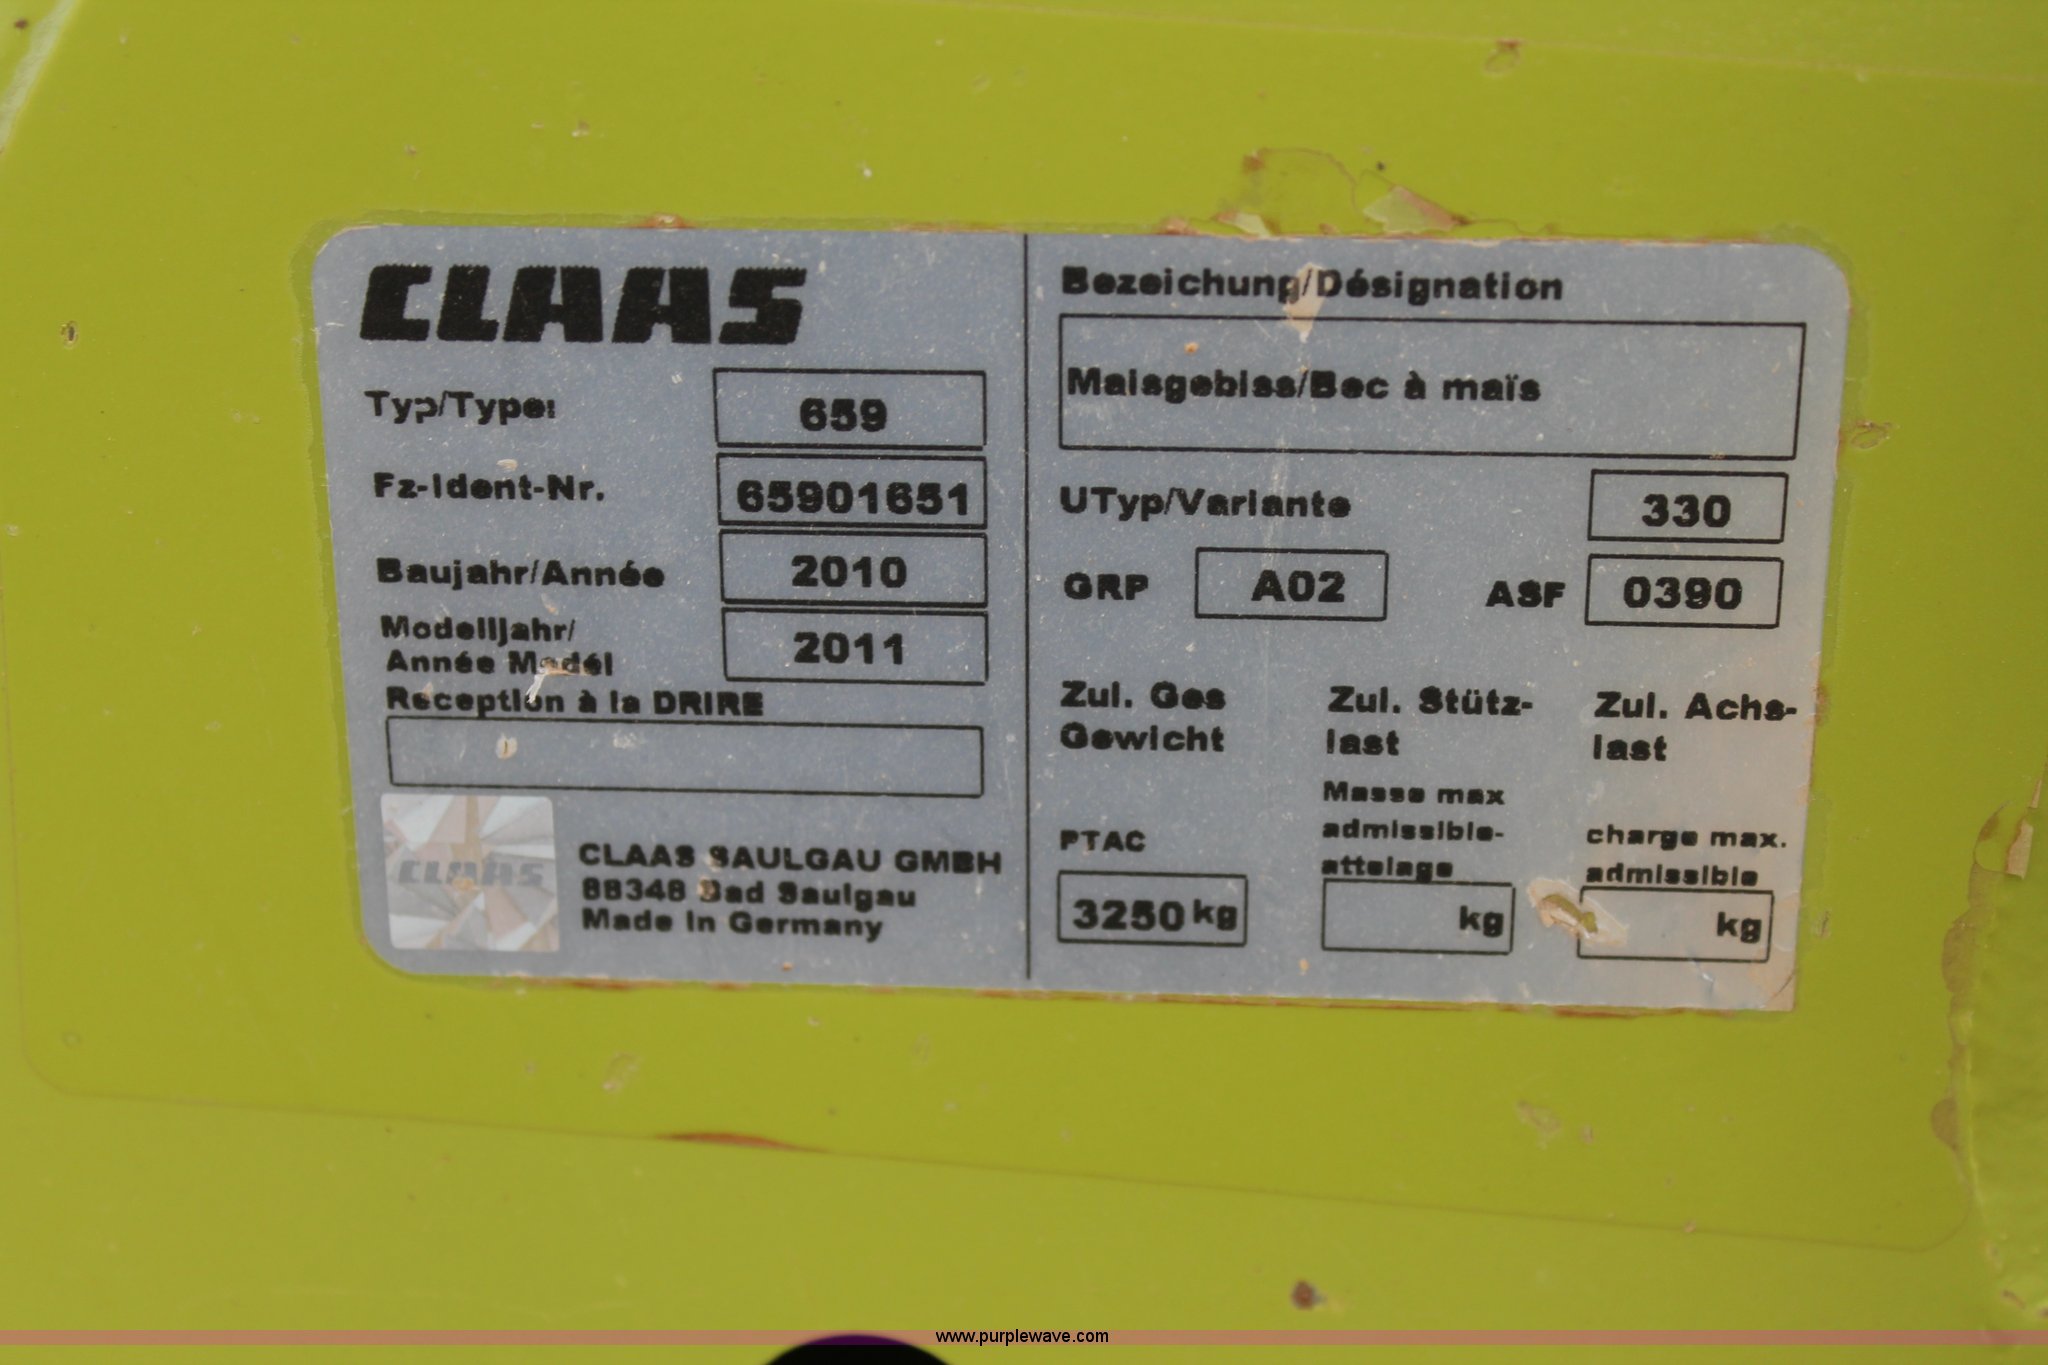 CLAAS
Typ/Type: 659
Fz-Ident-Nr. 65901651
Baujahr/Année 2010
Modelljahr/
Année Modél 2011
Reception à la DRIRE
CLAAS
CLAAS SAULGAU GMBH
88348 Bad Saulgau
Made in Germany
Bezeichung/Désignation
Maisgebiss/Bec à maïs
UTyp/Variante 330
GRP A02 ASF 0390
Zul. Ges
Gewicht
PTAC
3250 kg
Zul. Stütz-
last
Masse max
admissible-
attelage
kg
Zul. Achs-
last
charge max.
admissible
kg
www.purplewave.com